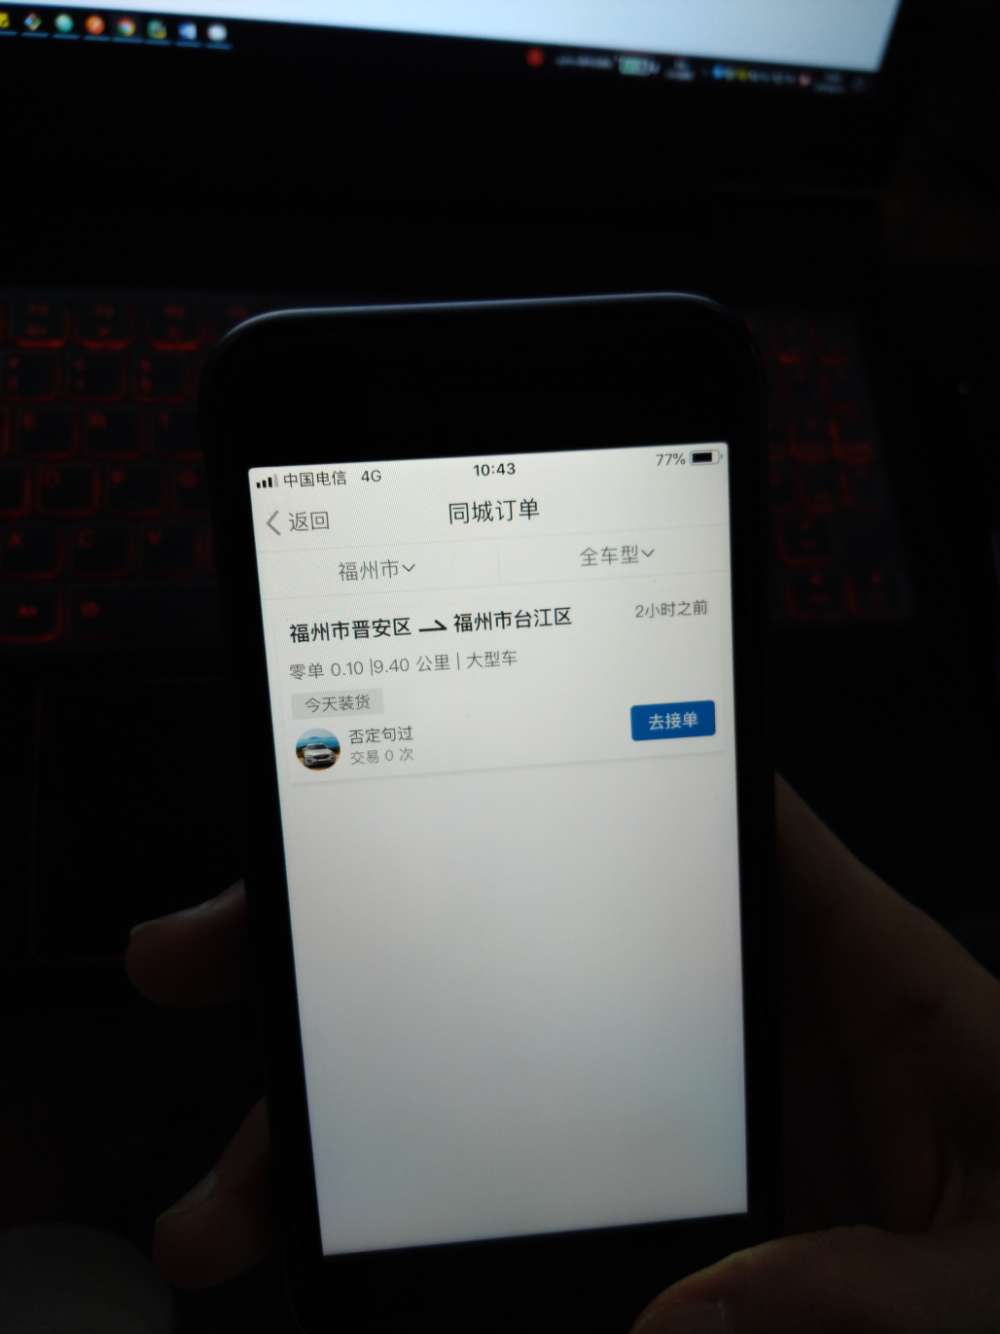 中国电信 4G 10:43 77%
返回 同城订单
福州市 全车型
福州市晋安区 福州市台江区 2小时之前
零单 0.10 |9.40 公里 | 大型车
今天装货
否定句过 去接单
交易 0 次